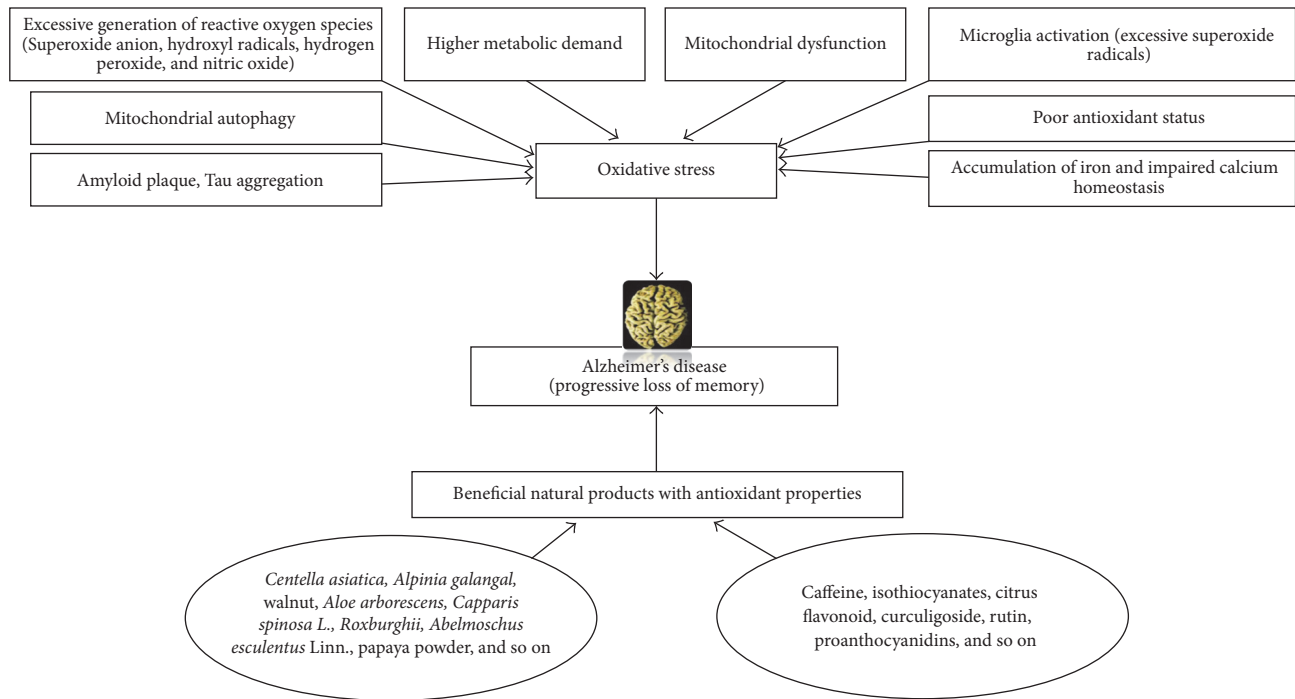 Excessive generation of reactive oxygen species
(Superoxide anion, hydroxyl radicals, hydrogen
peroxide, and nitric oxide)
Higher metabolic demand
Mitochondrial dysfunction
Microglia activation (excessive superoxide
radicals)
Mitochondrial autophagy
Poor antioxidant status
Amyloid plaque, Tau aggregation
Oxidative stress
Accumulation of iron and impaired calcium
homeostasis
Alzheimer’s disease
(progressive loss of memory)
Beneficial natural products with antioxidant properties
Centella asiatica, Alpinia galangal,
walnut, Aloe arborescens, Capparis
spinosa L., Roxburghii, Abelmoschus
esculentus Linn., papaya powder, and so on
Caffeine, isothiocyanates, citrus
flavonoid, curculigoside, rutin,
proanthocyanidins, and so on